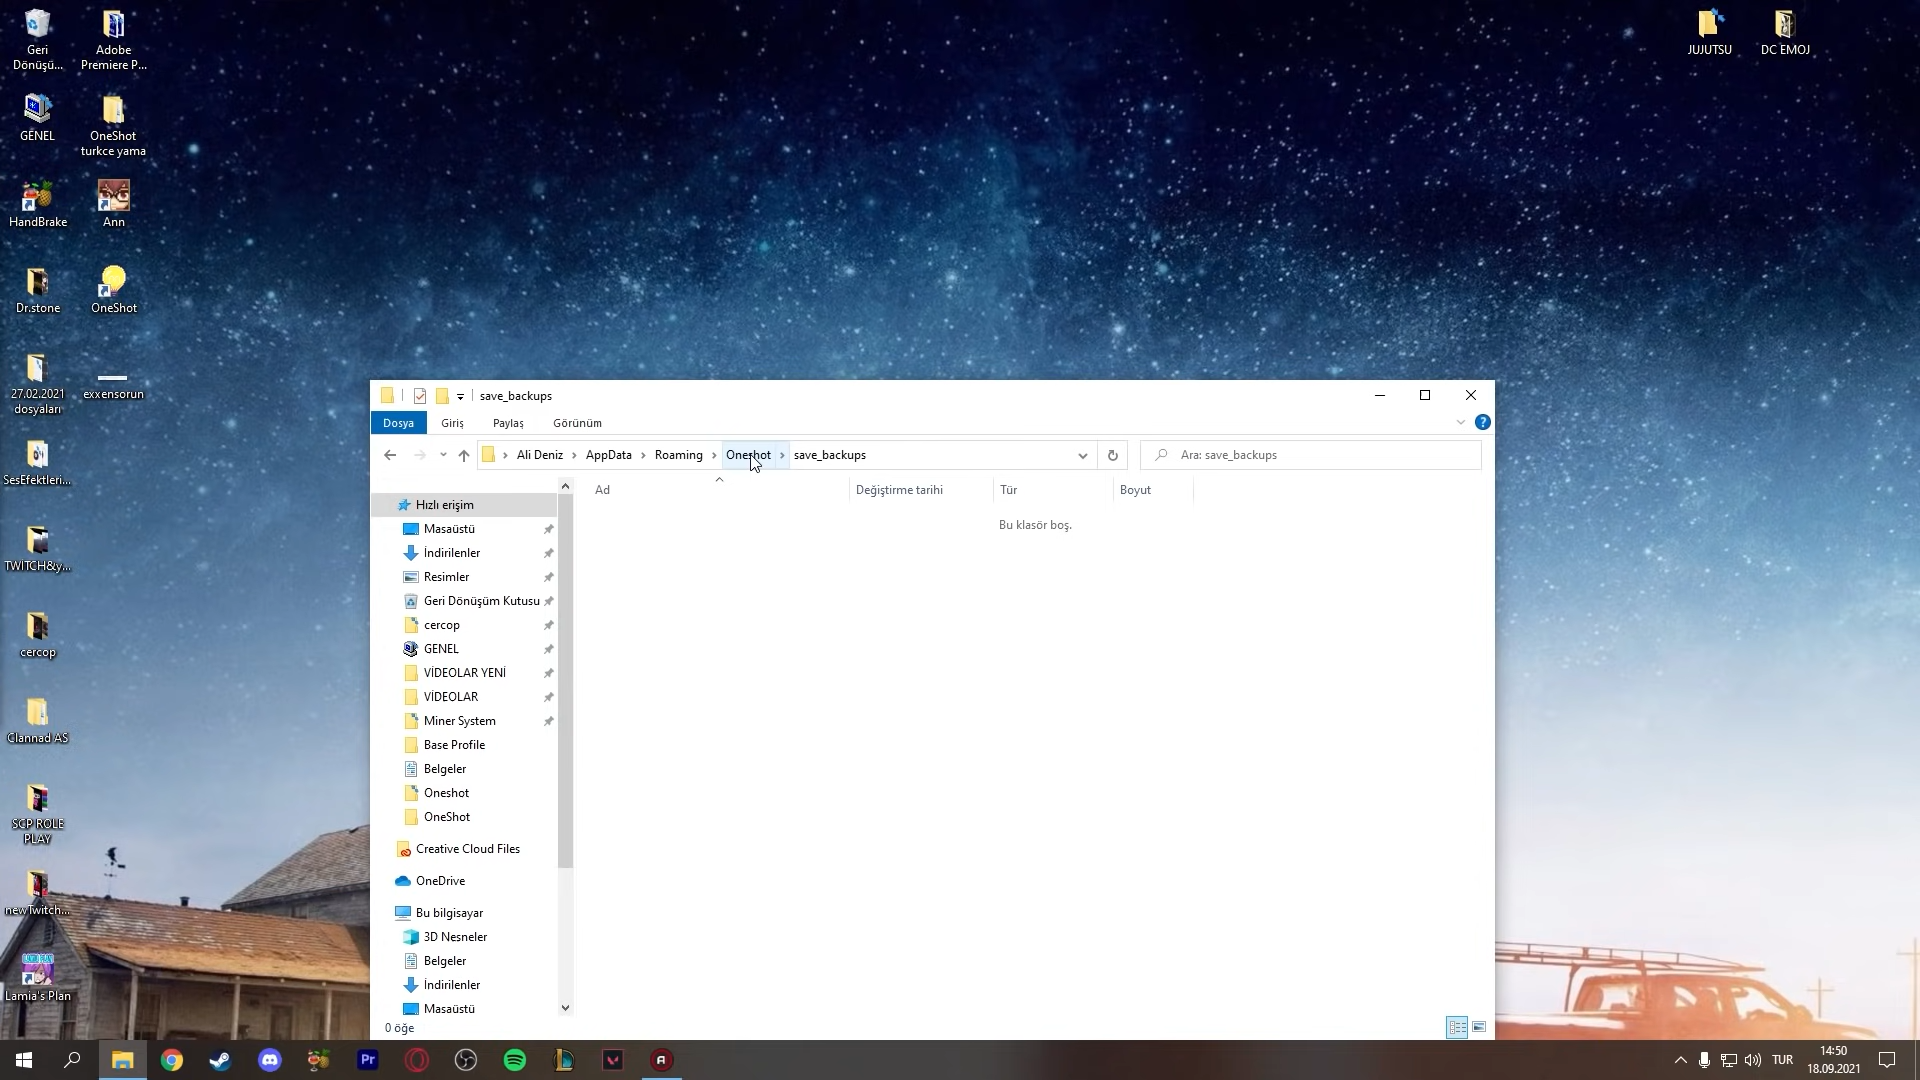 Geri
Dönüşü...
Adobe
Premiere P...
JUJUTSU
DC EMOJ
GENEL
OneShot
turkce yama
HandBrake
Ann
Dr.stone
OneShot
27.02.2021
dosyaları
exxensorun
SesEfektleri...
TWİTCH&y...
cercop
Clannad AS
SCP ROLE
PLAY
newTwitch...
Lamia's Plan
save_backups
Dosya
Giriş
Paylaş
Görünüm
Ali Deniz
AppData
Roaming
Oneshot
save_backups
Ara: save_backups
Ad
Değiştirme tarihi
Tür
Boyut
Bu klasör boş.
Hızlı erişim
Masaüstü
İndirilenler
Resimler
Geri Dönüşüm Kutusu
cercop
GENEL
VİDEOLAR YENİ
VİDEOLAR
Miner System
Base Profile
Belgeler
Oneshot
OneShot
Creative Cloud Files
OneDrive
Bu bilgisayar
3D Nesneler
Belgeler
İndirilenler
Masaüstü
0 öğe
Pr
TUR
14:50
18.09.2021